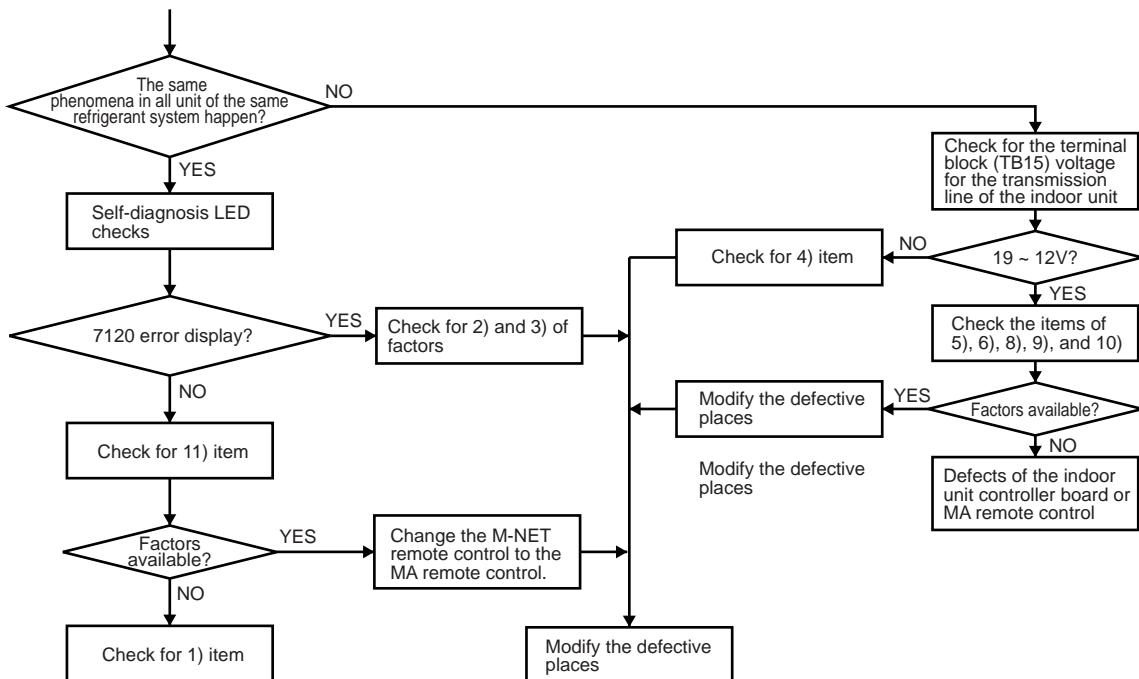 The same
phenomena in all unit of the same
refrigerant system happen?
NO
YES
Self-diagnosis LED
checks
7120 error display?
YES
NO
Check for 2) and 3) of
factors
Check for 11) item
Factors
available?
YES
NO
Change the M-NET
remote control to the
MA remote control.
Check for 1) item
Modify the defective
places
Check for the terminal
block (TB15) voltage
for the transmission
line of the indoor unit
19 ~ 12V?
NO
YES
Check for 4) item
Check the items of
5), 6), 8), 9), and 10)
Factors available?
YES
NO
Modify the defective
places
Modify the defective
places
Defects of the indoor
unit controller board or
MA remote control